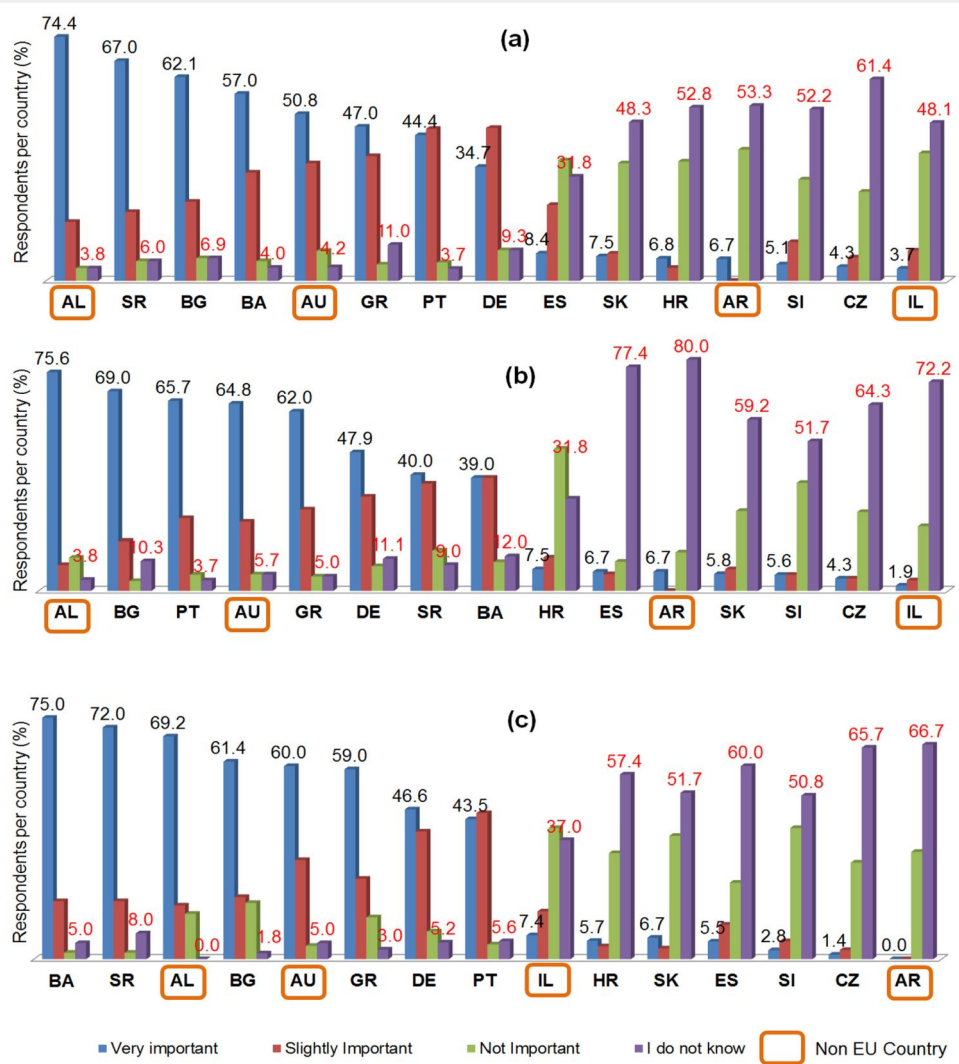 Respondents per country (%)
(a)
74.4 67.0 62.1 57.0 50.8 47.0 44.4 34.7 8.4 7.5 6.8 6.7 5.1 4.3 3.7
3.8 6.0 6.9 4.0 4.2 11.0 3.7 9.3 31.8 48.3 52.8 53.3 52.2 61.4 48.1
AL SR BG BA AU GR PT DE ES SK HR AR SI CZ IL
Respondents per country (%)
(b)
75.6 69.0 65.7 64.8 62.0 47.9 40.0 39.0 7.5 6.7 6.7 5.8 5.6 4.3 1.9
3.8 10.3 3.7 5.7 5.0 11.1 9.0 12.0 31.8 77.4 80.0 59.2 51.7 64.3 72.2
AL BG PT AU GR DE SR BA HR ES AR SK SI CZ IL
Respondents per country (%)
(c)
75.0 72.0 69.2 61.4 60.0 59.0 46.6 43.5 7.4 5.7 6.7 5.5 2.8 1.4 0.0
5.0 8.0 0.0 1.8 5.0 3.0 5.2 5.6 37.0 57.4 51.7 60.0 50.8 65.7 66.7
BA SR AL BG AU GR DE PT IL HR SK ES SI CZ AR
Very important Slightly Important Not Important I do not know Non EU Country